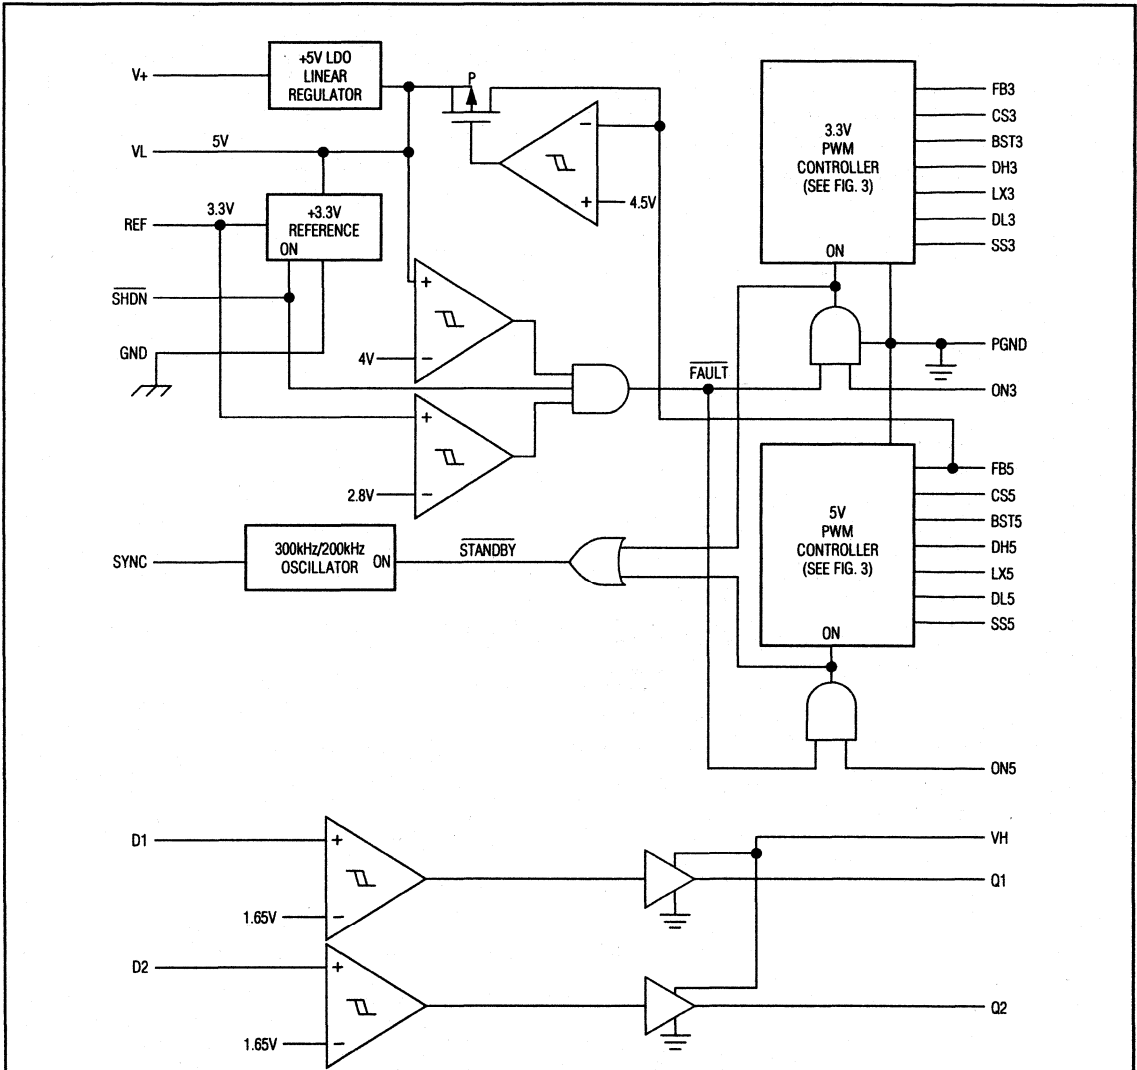 V+
+5V LDO
LINEAR
REGULATOR
P
VL
5V
−
+
4.5V
REF
3.3V
+3.3V
REFERENCE
ON
SHDN
GND
+
4V
−
+
2.8V
−
FAULT
3.3V
PWM
CONTROLLER
(SEE FIG. 3)
ON
FB3
CS3
BST3
DH3
LX3
DL3
SS3
PGND
ON3
5V
PWM
CONTROLLER
(SEE FIG. 3)
ON
FB5
CS5
BST5
DH5
LX5
DL5
SS5
ON5
SYNC
300kHz/200kHz
OSCILLATOR
ON
STANDBY
D1
+
1.65V
−
VH
Q1
D2
+
1.65V
−
Q2